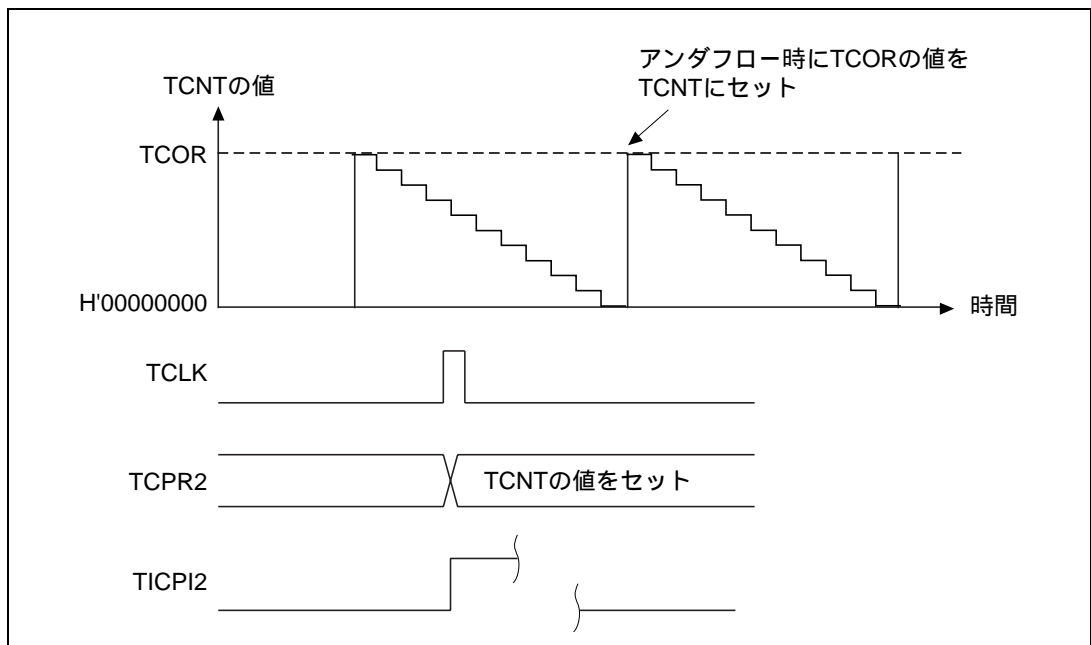 アンダフロー時にTCORの値を
TCNTにセット
TCNTの値
TCOR
H'00000000
時間
TCLK
TCPR2
TCNTの値をセット
TICPI2